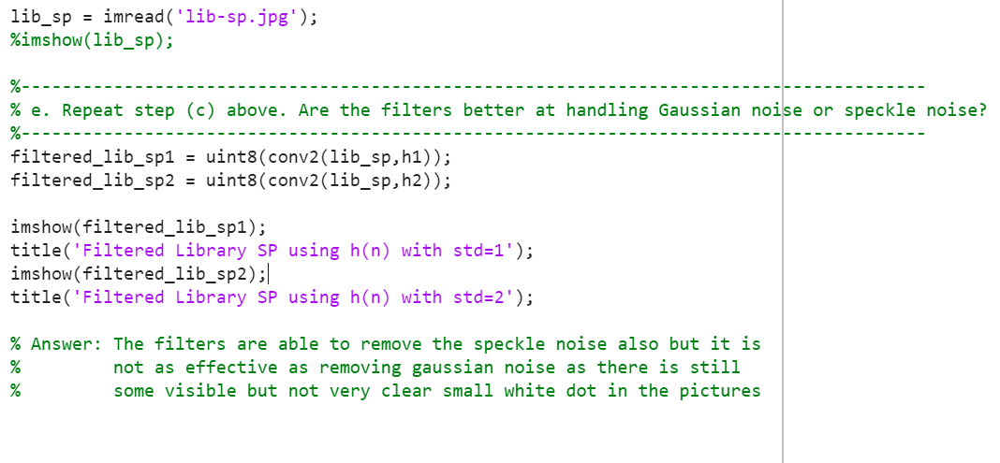 lib_sp = imread('lib-sp.jpg');
%imshow(lib_sp);
%----------------------------------------------------------------------------------------
% e. Repeat step (c) above. Are the filters better at handling Gaussian noise or speckle noise?
%----------------------------------------------------------------------------------------
filtered_lib_sp1 = uint8(conv2(lib_sp,h1));
filtered_lib_sp2 = uint8(conv2(lib_sp,h2));
imshow(filtered_lib_sp1);
title('Filtered Library SP using h(n) with std=1');
imshow(filtered_lib_sp2);
title('Filtered Library SP using h(n) with std=2');
% Answer: The filters are able to remove the speckle noise also but it is
%         not as effective as removing gaussian noise as there is still
%         some visible but not very clear small white dot in the pictures